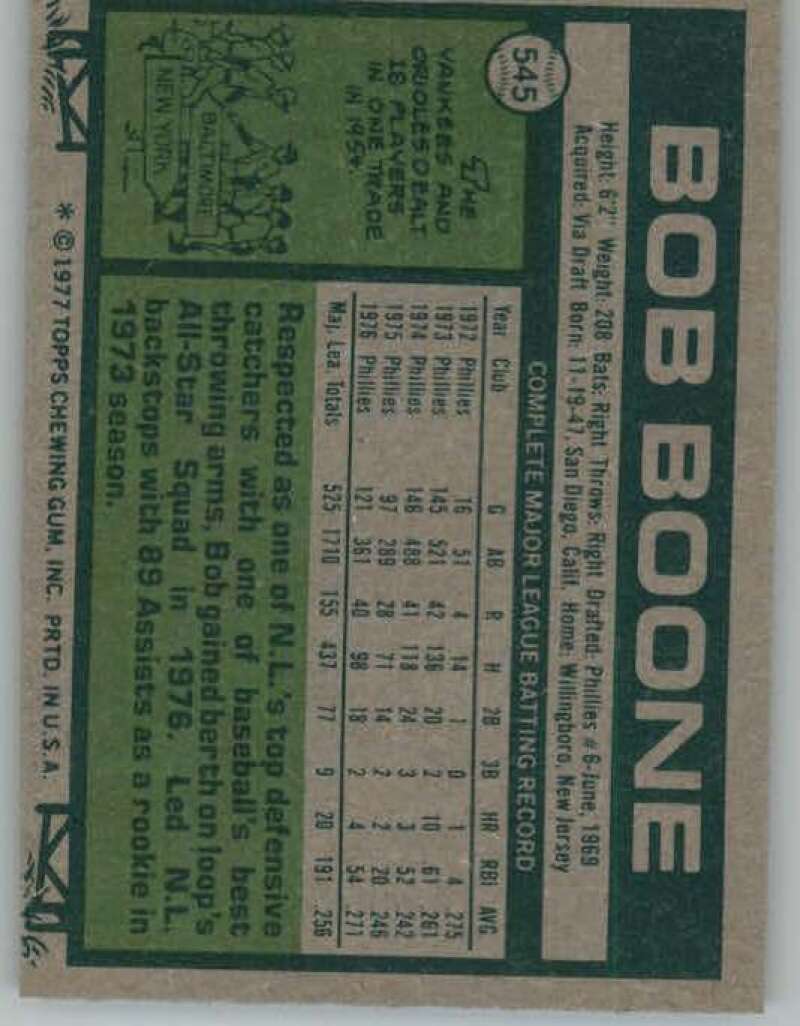 545
BOB BOONE
Height: 6'2" Weight: 208 Bats: Right Throws: Right Drafted: Phillies #6-June, 1969
Acquired: Via Draft Born: 11-19-47, San Diego, Calif. Home: Willingboro, New Jersey
COMPLETE MAJOR LEAGUE BATTING RECORD
Year Club G AB R H 2B 3B HR RBI AVG
1972 Phillies 16 51 4 14 1 0 1 4 .275
1973 Phillies 145 521 42 136 20 2 10 61 .261
1974 Phillies 146 488 41 118 24 3 3 52 .242
1975 Phillies 97 289 28 71 14 2 2 20 .246
1976 Phillies 121 361 40 98 18 2 4 54 .271
Maj. Lea. Totals 525 1710 155 437 77 9 20 191 .256
THE
YANKEES AND
ORIOLES DEALT
18 PLAYERS
IN ONE TRADE
IN 1954.
BALTIMORE
NEW YORK
Respected as one of N.L.'s top defensive
catchers with one of baseball's best
throwing arms, Bob gained berth on loop's
All-Star Squad in 1976. Led N.L.
backstops with 89 Assists as a rookie in
1973 season.
* © 1977 TOPPS CHEWING GUM, INC. PRTD. IN U.S.A.